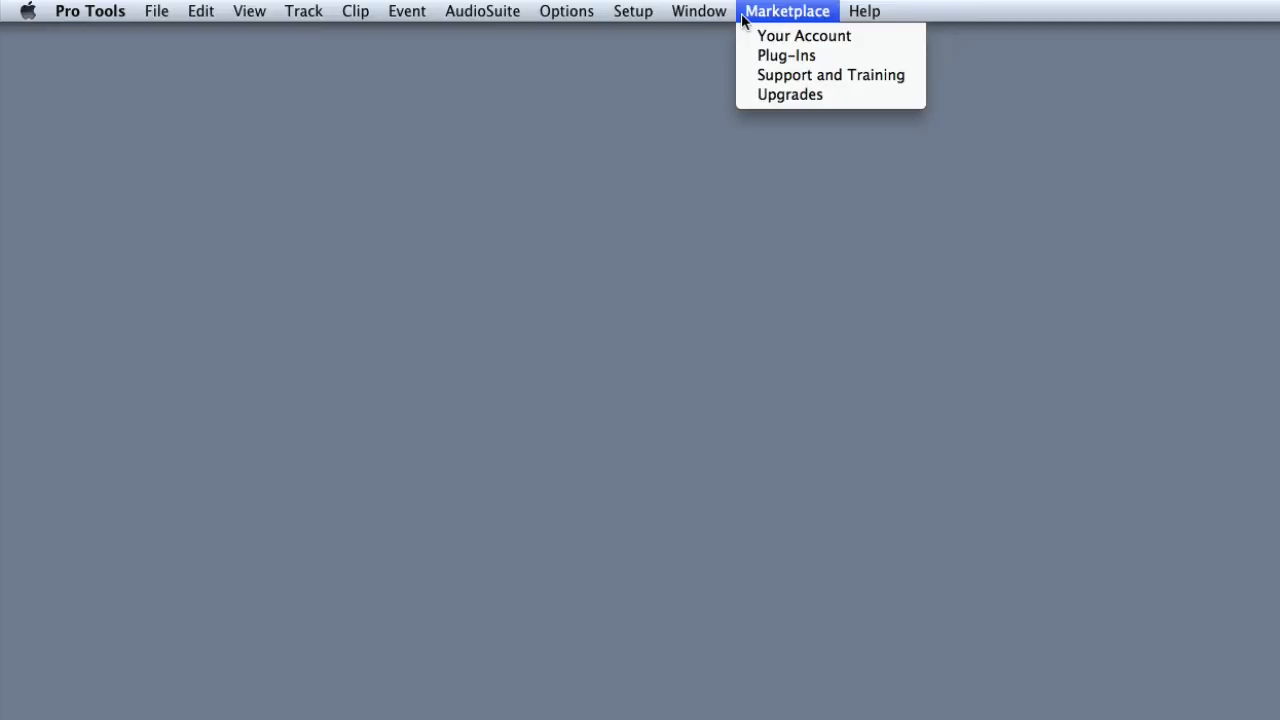 Pro Tools File Edit View Track Clip Event AudioSuite Options Setup Window Marketplace Help
Your Account
Plug-Ins
Support and Training
Upgrades